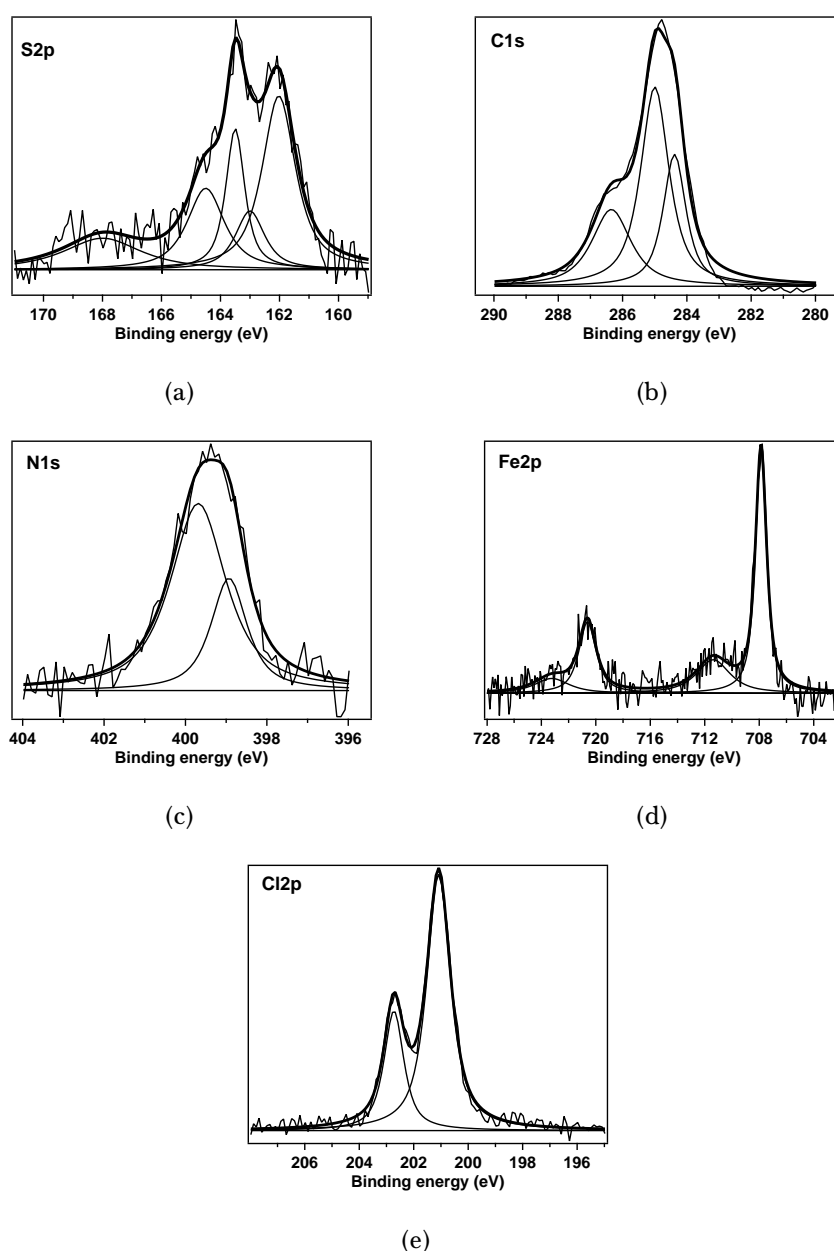 S2p
170 168 166 164 162 160
Binding energy (eV)
(a)
C1s
290 288 286 284 282 280
Binding energy (eV)
(b)
N1s
404 402 400 398 396
Binding energy (eV)
(c)
Fe2p
728 724 720 716 712 708 704
Binding energy (eV)
(d)
Cl2p
206 204 202 200 198 196
Binding energy (eV)
(e)